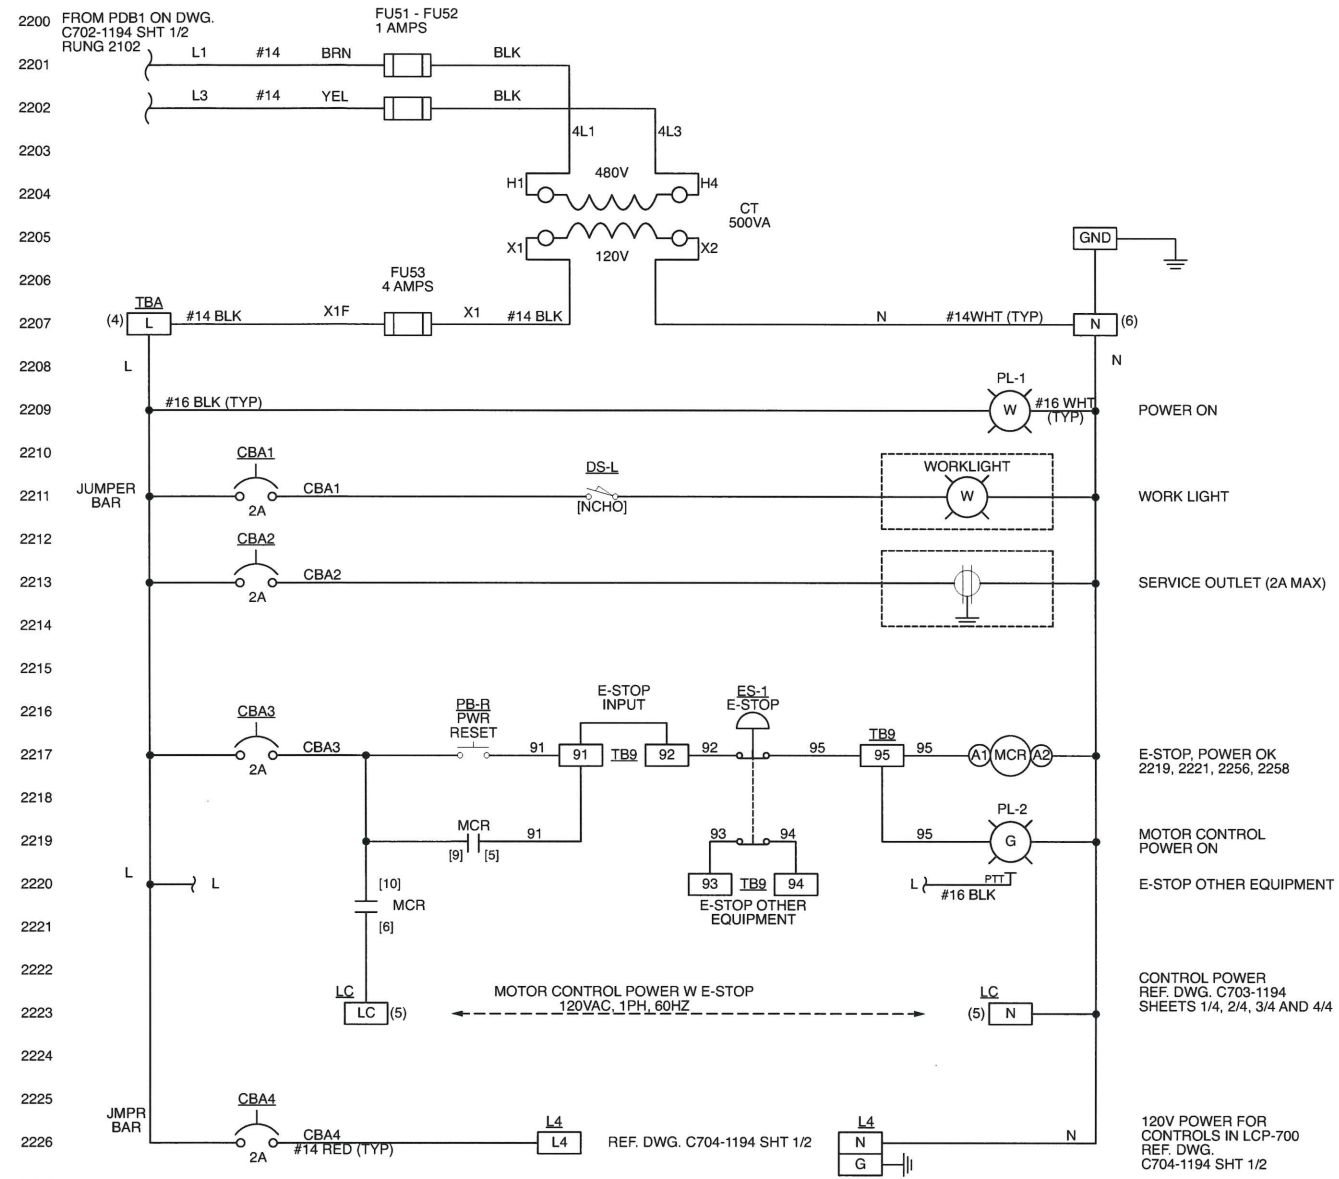 2200 FROM PDB1 ON DWG.
C702-1194 SHT 1/2
RUNG 2102
FU51 - FU52
1 AMPS
2201 L1 #14 BRN BLK
2202 L3 #14 YEL BLK
4L1 4L3
2203
480V
H1 H4
2204
CT
500VA
2205
X1 X2
120V
GND
2206
FU53
4 AMPS
TBA
2207 (4) L #14 BLK X1F X1 #14 BLK N #14WHT (TYP) N (6)
2208 L N
PL-1
2209 #16 BLK (TYP) W #16 WHT
(TYP)
POWER ON
2210 CBA1
DS-L
WORKLIGHT
2211 JUMPER
BAR
CBA1
2A
[NCHO]
W
WORK LIGHT
2212 CBA2
2213 CBA2
2A
SERVICE OUTLET (2A MAX)
2214
2215
2216 CBA3
PB-R
PWR
RESET
E-STOP
INPUT
ES-1
E-STOP
TB9
2217 CBA3
2A
91 91 TB9 92 92 95 95 95 A1 MCR A2
E-STOP, POWER OK
2219, 2221, 2256, 2258
2218
PL-2
2219 MCR
[9] [5]
91
93 94
95 G
MOTOR CONTROL
POWER ON
2220 L L
[10]
MCR
[6]
93 TB9 94
E-STOP OTHER
EQUIPMENT
L PTT
#16 BLK
E-STOP OTHER EQUIPMENT
2221
2222
LC
2223 LC (5)
MOTOR CONTROL POWER W E-STOP
120VAC, 1PH, 60HZ
LC
(5) N
CONTROL POWER
REF. DWG. C703-1194
SHEETS 1/4, 2/4, 3/4 AND 4/4
2224
2225
JMPR
BAR
CBA4
2226 CBA4
#14 RED (TYP)
2A
L4
L4
REF. DWG. C704-1194 SHT 1/2
L4
N
G
N
120V POWER FOR
CONTROLS IN LCP-700
REF. DWG.
C704-1194 SHT 1/2